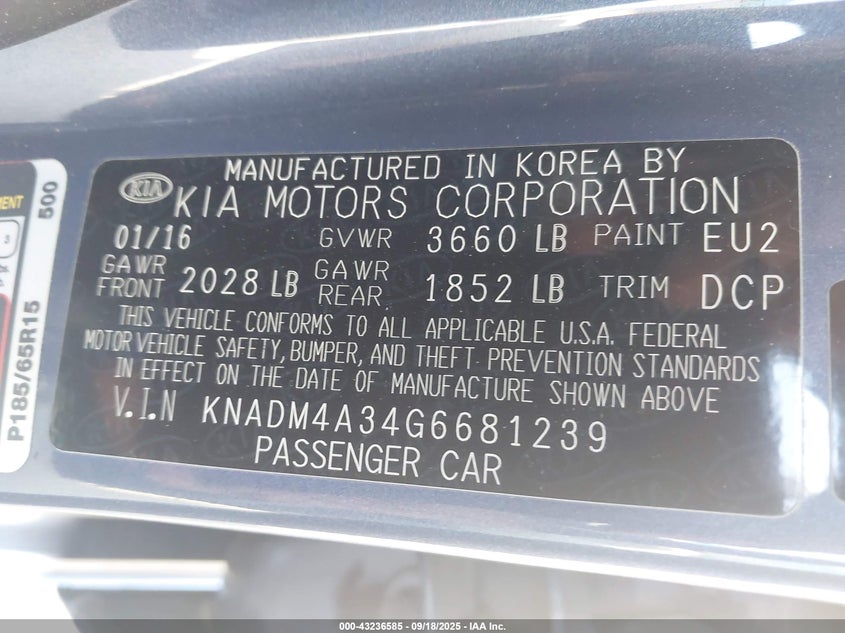 MANUFACTURED IN KOREA BY
KIA KIA MOTORS CORPORATION
01/16 GVWR 3660 LB PAINT EU2
GAWR FRONT 2028 LB GAWR REAR 1852 LB TRIM DCP
THIS VEHICLE CONFORMS TO ALL APPLICABLE U.S.A. FEDERAL
MOTOR VEHICLE SAFETY, BUMPER, AND THEFT PREVENTION STANDARDS
IN EFFECT ON THE DATE OF MANUFACTURE SHOWN ABOVE
V.I.N KNADM4A34G6681239
PASSENGER CAR
500
P185/65R15
000-43236585 - 09/18/2025 - IAA Inc.